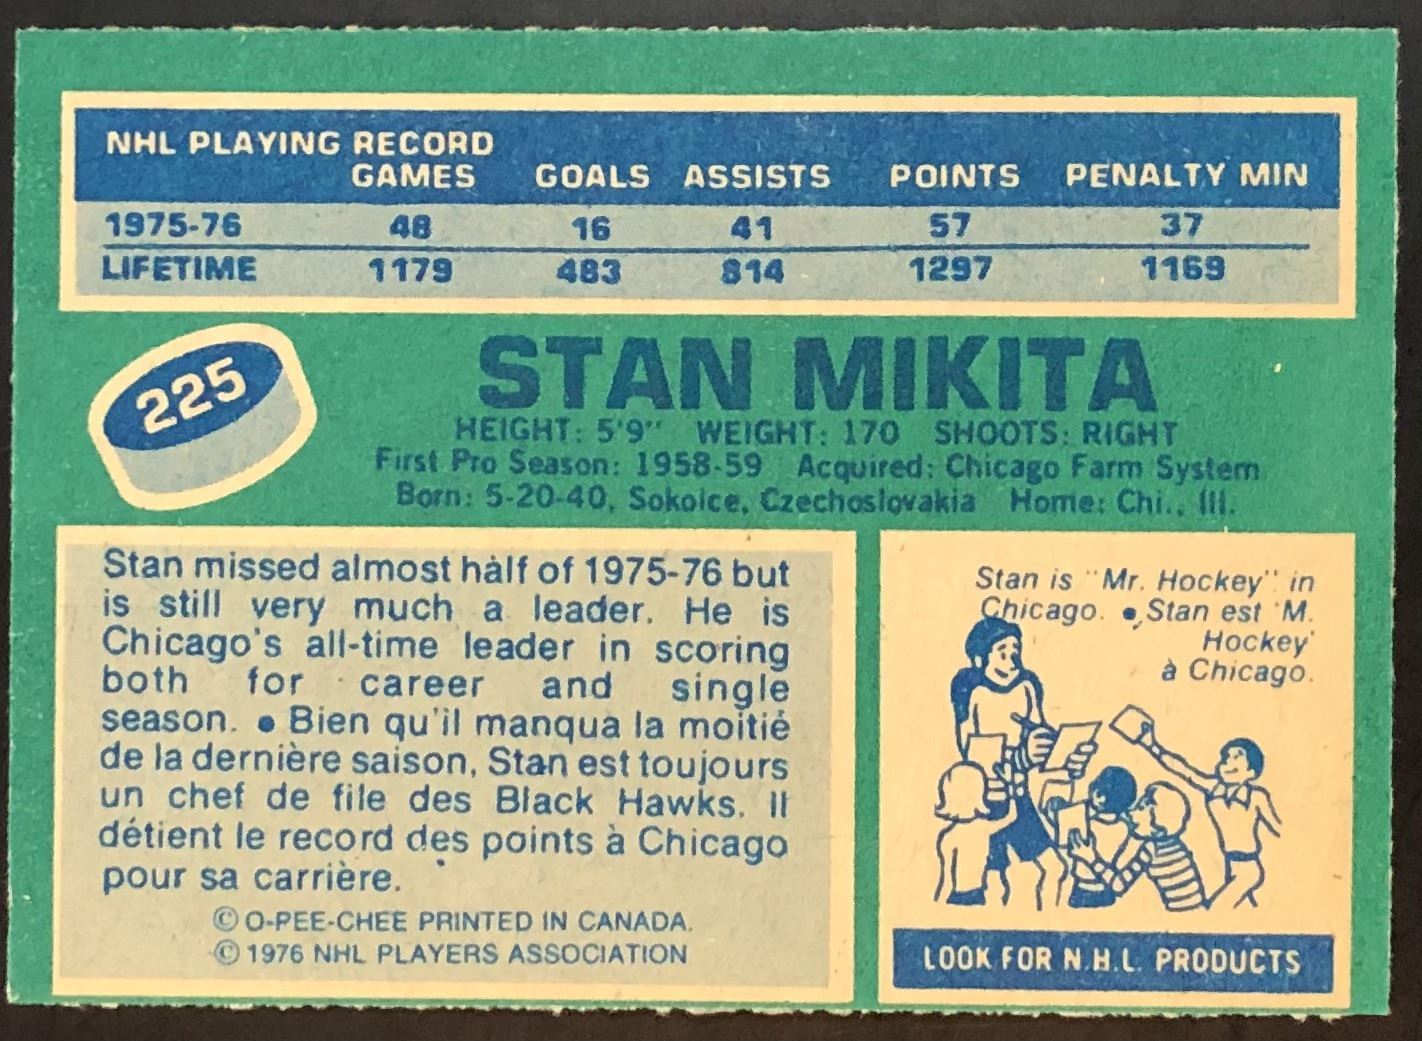 NHL PLAYING RECORD
GAMES GOALS ASSISTS POINTS PENALTY MIN
1975-76 48 16 41 57 37
LIFETIME 1179 483 814 1297 1169
225
STAN MIKITA
HEIGHT: 5'9" WEIGHT: 170 SHOOTS: RIGHT
First Pro Season: 1958-59 Acquired: Chicago Farm System
Born: 5-20-40, Sokolce, Czechoslovakia Home: Chi., Ill.
Stan missed almost half of 1975-76 but
is still very much a leader. He is
Chicago's all-time leader in scoring
both for career and single
season. • Bien qu'il manqua la moitié
de la dernière saison, Stan est toujours
un chef de file des Black Hawks. Il
détient le record des points à Chicago
pour sa carrière.
© O-PEE-CHEE PRINTED IN CANADA.
© 1976 NHL PLAYERS ASSOCIATION
Stan is "Mr. Hockey" in
Chicago. • Stan est 'M.
Hockey'
à Chicago.
LOOK FOR N.H.L. PRODUCTS